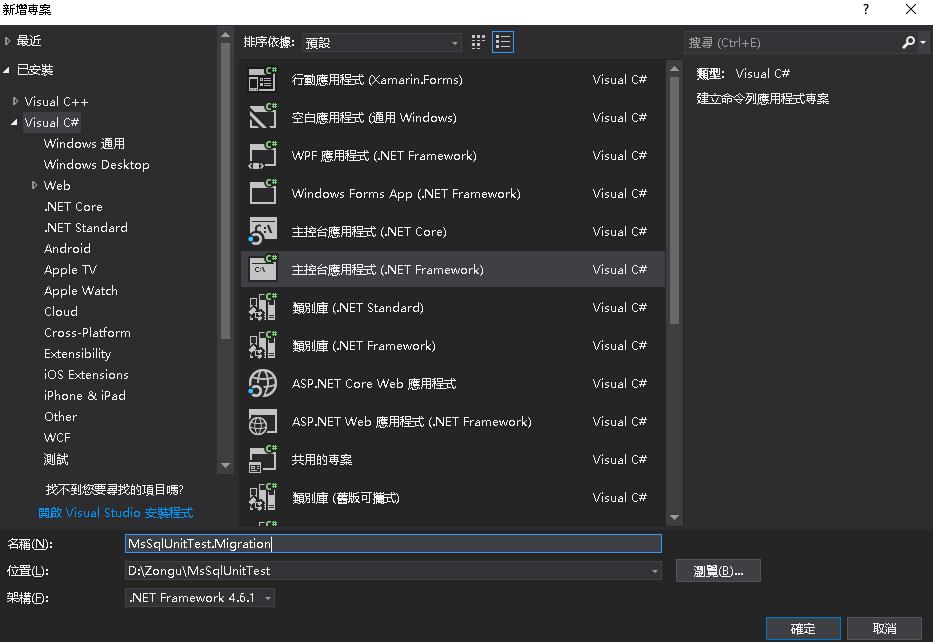 新增專案
? ×
最近
已安裝
Visual C++
Visual C#
Windows 通用
Windows Desktop
Web
.NET Core
.NET Standard
Android
Apple TV
Apple Watch
Cloud
Cross-Platform
Extensibility
iOS Extensions
iPhone & iPad
Other
WCF
測試
找不到您要尋找的項目嗎?
開啟 Visual Studio 安裝程式
排序依據: 預設
行動應用程式 (Xamarin.Forms) Visual C#
空白應用程式 (通用 Windows) Visual C#
WPF 應用程式 (.NET Framework) Visual C#
Windows Forms App (.NET Framework) Visual C#
主控台應用程式 (.NET Core) Visual C#
主控台應用程式 (.NET Framework) Visual C#
類別庫 (.NET Standard) Visual C#
類別庫 (.NET Framework) Visual C#
ASP.NET Core Web 應用程式 Visual C#
ASP.NET Web 應用程式 (.NET Framework) Visual C#
共用的專案 Visual C#
類別庫 (舊版可攜式) Visual C#
搜尋 (Ctrl+E)
類型: Visual C#
建立命令列應用程式專案
名稱(N): MsSqlUnitTest.Migration
位置(L): D:\Zongu\MsSqlUnitTest 瀏覽(B)...
架構(F): .NET Framework 4.6.1
確定 取消